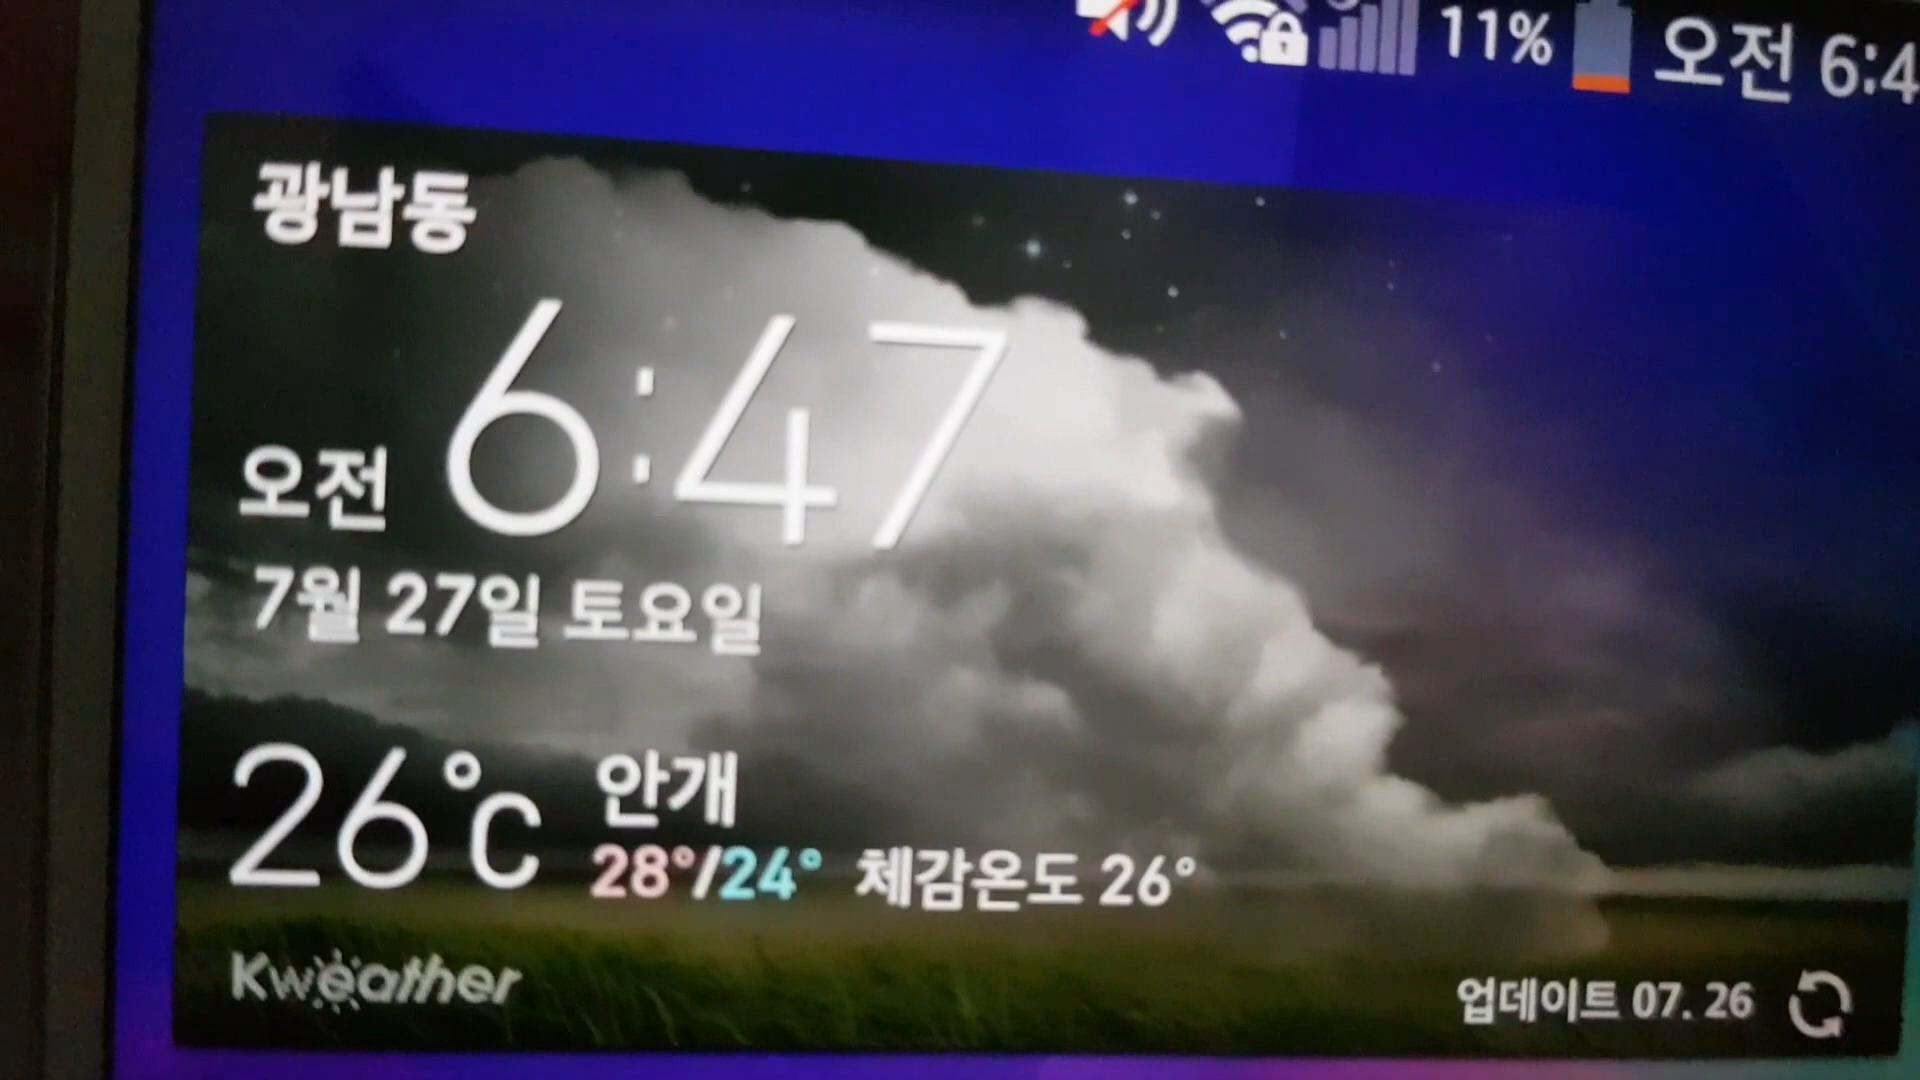 11% 오전 6:4
광남동
오전 6:47
7월 27일 토요일
26°C 안개
28°/24° 체감온도 26°
Kweather
업데이트 07. 26